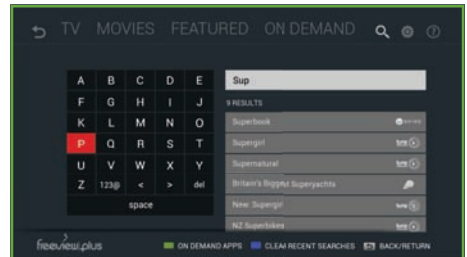 TV MOVIES FEATURED ON DEMAND
A B C D E
Sup
F G H I J
9 RESULTS
K L M N O
Superbook
P Q R S T
Supergirl
Supernatural
U V W X Y
Britain's Biggest Superyachts
Z 123@ < > del
New Supergirl
space
NZ Superbikes
freeview plus
ON DEMAND APPS
CLEAR RECENT SEARCHES
BACK/RETURN